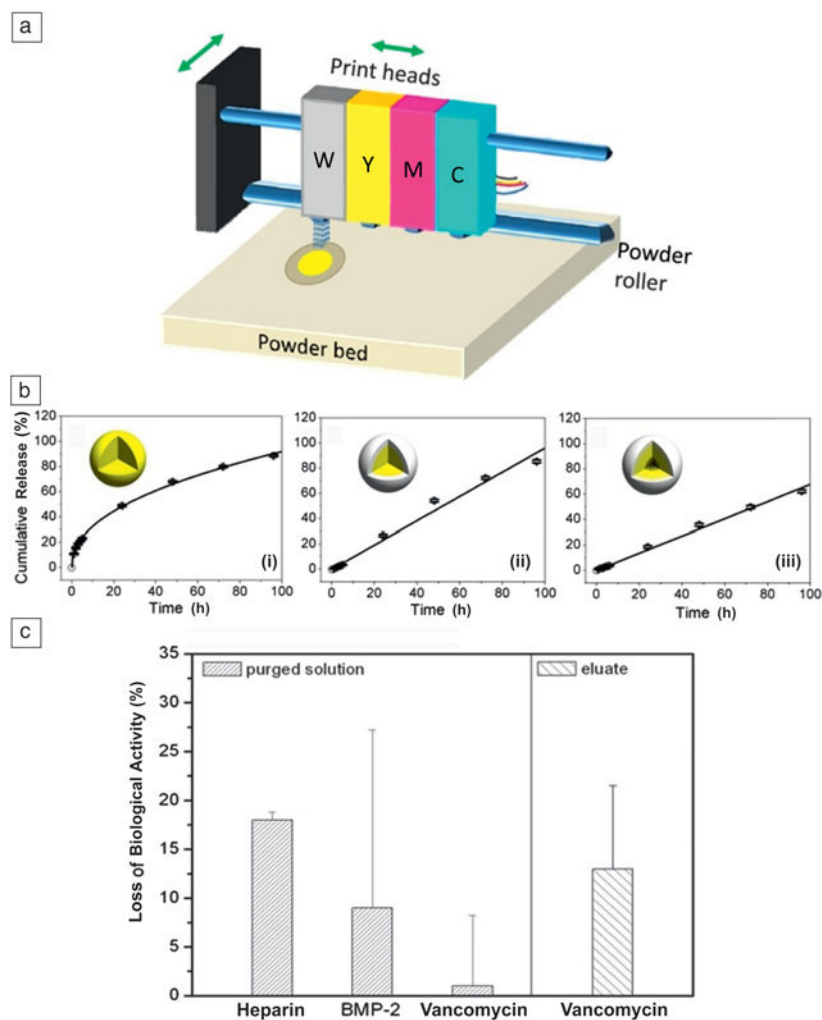 a
Print heads
W Y M C
Powder
roller
Powder bed
b
Cumulative Release (%)
120
100
80
60
40
20
0
(i)
0 20 40 60 80 100
Time (h)
120
100
80
60
40
20
0
(ii)
0 20 40 60 80 100
Time (h)
120
100
80
60
40
20
0
(iii)
0 20 40 60 80 100
Time (h)
c
Loss of Biological Activity (%)
35
30
25
20
15
10
5
0
purged solution
eluate
Heparin BMP-2 Vancomycin Vancomycin